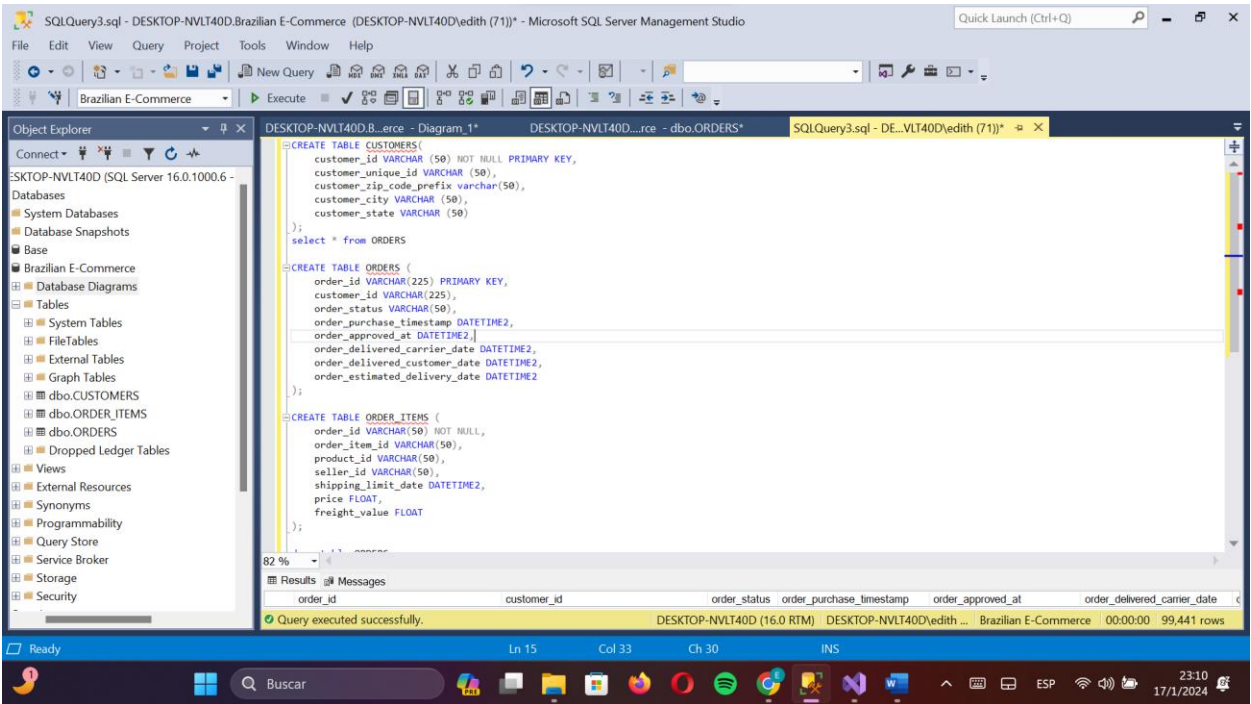 SQLQuery3.sql - DESKTOP-NVLT40D.Brazilian E-Commerce (DESKTOP-NVLT40D\edith (71))* - Microsoft SQL Server Management Studio
Quick Launch (Ctrl+Q)
File Edit View Query Project Tools Window Help
New Query
Brazilian E-Commerce
Execute
Object Explorer
Connect
ESKTOP-NVLT40D (SQL Server 16.0.1000.6 -
Databases
System Databases
Database Snapshots
Base
Brazilian E-Commerce
Database Diagrams
Tables
System Tables
FileTables
External Tables
Graph Tables
dbo.CUSTOMERS
dbo.ORDER_ITEMS
dbo.ORDERS
Dropped Ledger Tables
Views
External Resources
Synonyms
Programmability
Query Store
Service Broker
Storage
Security
DESKTOP-NVLT40D.B...erce - Diagram_1*
DESKTOP-NVLT40D....rce - dbo.ORDERS*
SQLQuery3.sql - DE...VLT40D\edith (71))*
CREATE TABLE CUSTOMERS(
customer_id VARCHAR (50) NOT NULL PRIMARY KEY,
customer_unique_id VARCHAR (50),
customer_zip_code_prefix varchar(50),
customer_city VARCHAR (50),
customer_state VARCHAR (50)
);
select * from ORDERS
CREATE TABLE ORDERS (
order_id VARCHAR(225) PRIMARY KEY,
customer_id VARCHAR(225),
order_status VARCHAR(50),
order_purchase_timestamp DATETIME2,
order_approved_at DATETIME2,
order_delivered_carrier_date DATETIME2,
order_delivered_customer_date DATETIME2,
order_estimated_delivery_date DATETIME2
);
CREATE TABLE ORDER_ITEMS (
order_id VARCHAR(50) NOT NULL,
order_item_id VARCHAR(50),
product_id VARCHAR(50),
seller_id VARCHAR(50),
shipping_limit_date DATETIME2,
price FLOAT,
freight_value FLOAT
);
82 %
Results Messages
order_id customer_id order_status order_purchase_timestamp order_approved_at order_delivered_carrier_date
Query executed successfully.
DESKTOP-NVLT40D (16.0 RTM) DESKTOP-NVLT40D\edith ... Brazilian E-Commerce 00:00:00 99,441 rows
Ready Ln 15 Col 33 Ch 30 INS
1
Buscar
PRE
ESP
23:10
17/1/2024